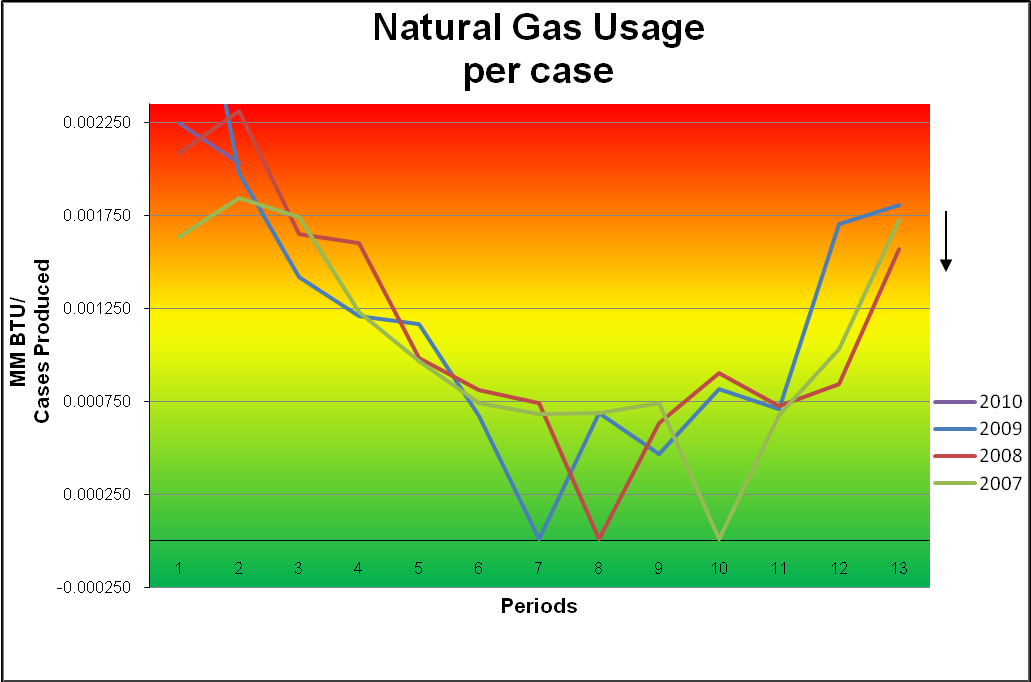 Natural Gas Usage
per case
MM BTU/
Cases Produced
0.002250
0.001750
0.001250
0.000750
0.000250
-0.000250
1 2 3 4 5 6 7 8 9 10 11 12 13
Periods
2010
2009
2008
2007